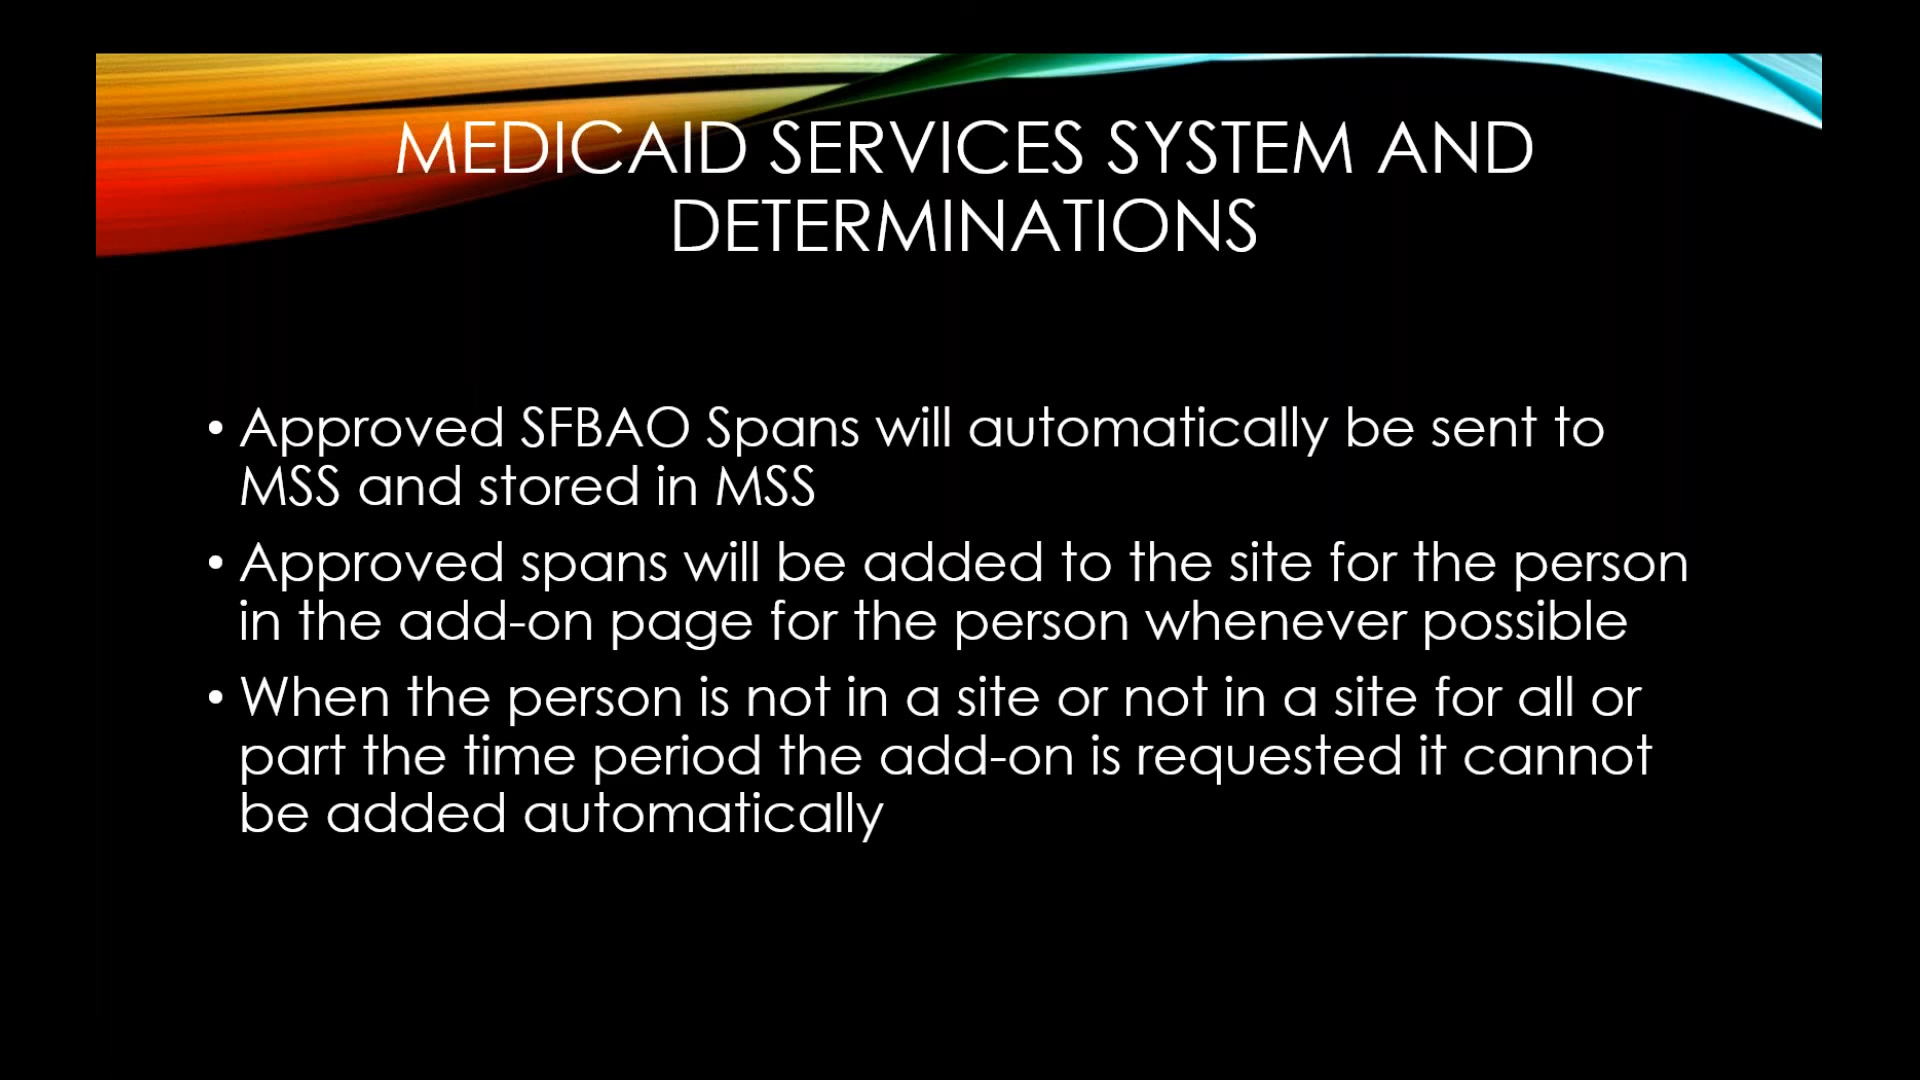 MEDICAID SERVICES SYSTEM AND
DETERMINATIONS
• Approved SFBAO Spans will automatically be sent to
MSS and stored in MSS
• Approved spans will be added to the site for the person
in the add-on page for the person whenever possible
• When the person is not in a site or not in a site for all or
part the time period the add-on is requested it cannot
be added automatically